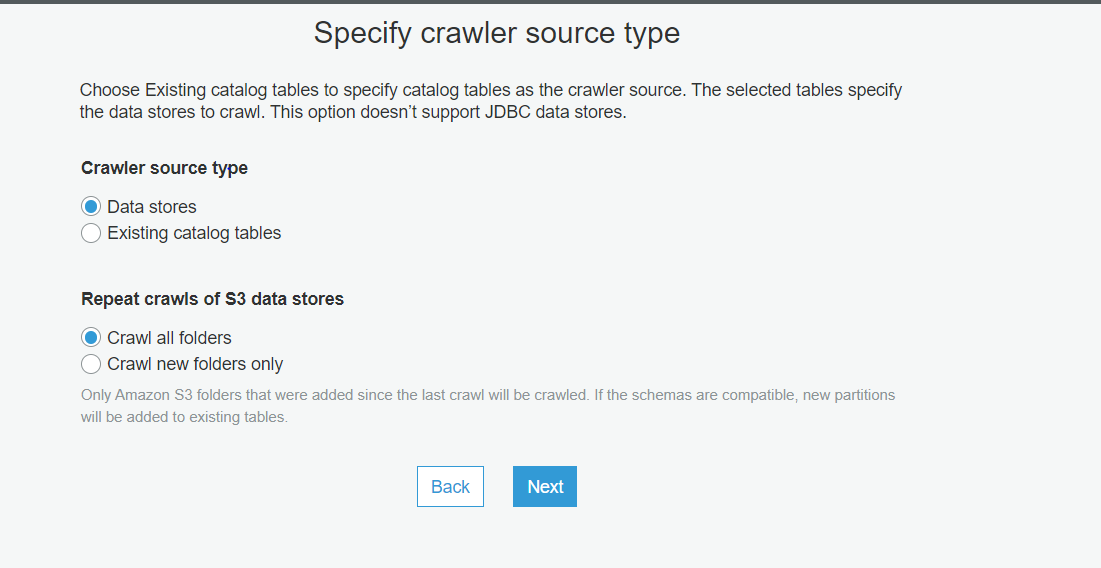 Specify crawler source type
Choose Existing catalog tables to specify catalog tables as the crawler source. The selected tables specify
the data stores to crawl. This option doesn’t support JDBC data stores.
Crawler source type
Data stores
Existing catalog tables
Repeat crawls of S3 data stores
Crawl all folders
Crawl new folders only
Only Amazon S3 folders that were added since the last crawl will be crawled. If the schemas are compatible, new partitions
will be added to existing tables.
Back
Next